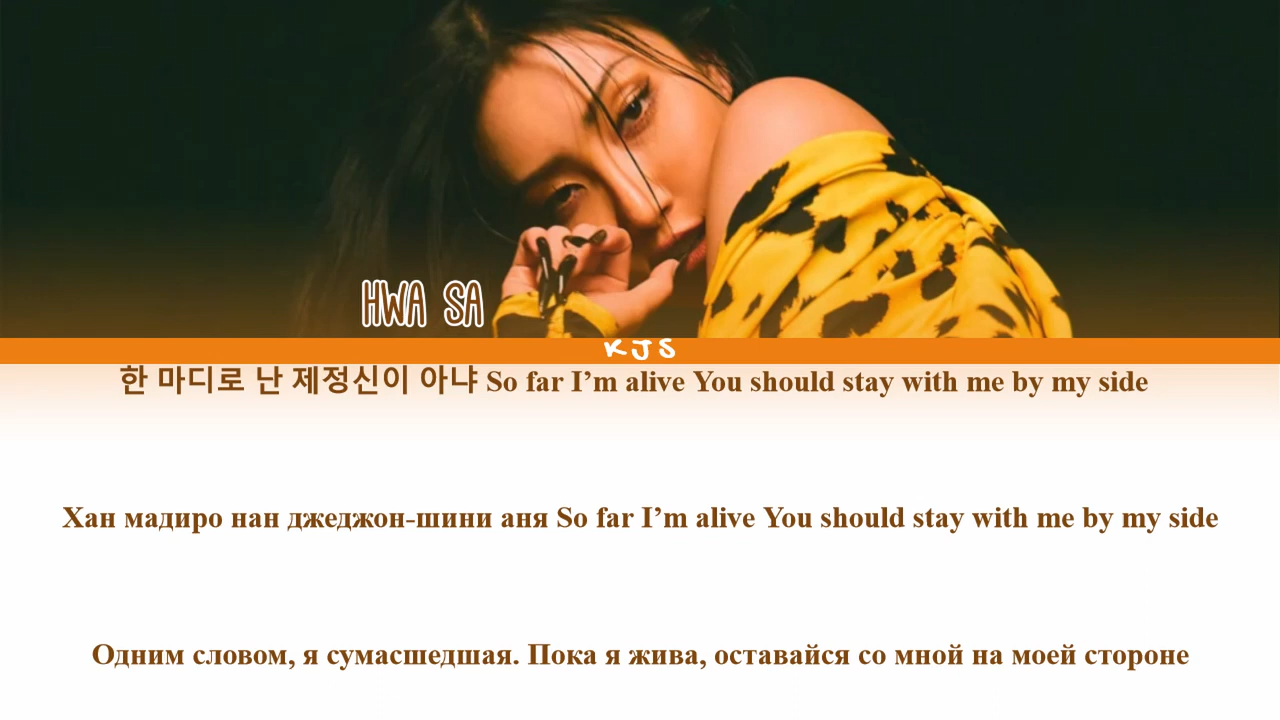 HWA SA
KJS
한 마디로 난 제정신이 아냐 So far I’m alive You should stay with me by my side
Хан мадиро нан джеджон-шини аня So far I’m alive You should stay with me by my side
Одним словом, я сумасшедшая. Пока я жива, оставайся со мной на моей стороне